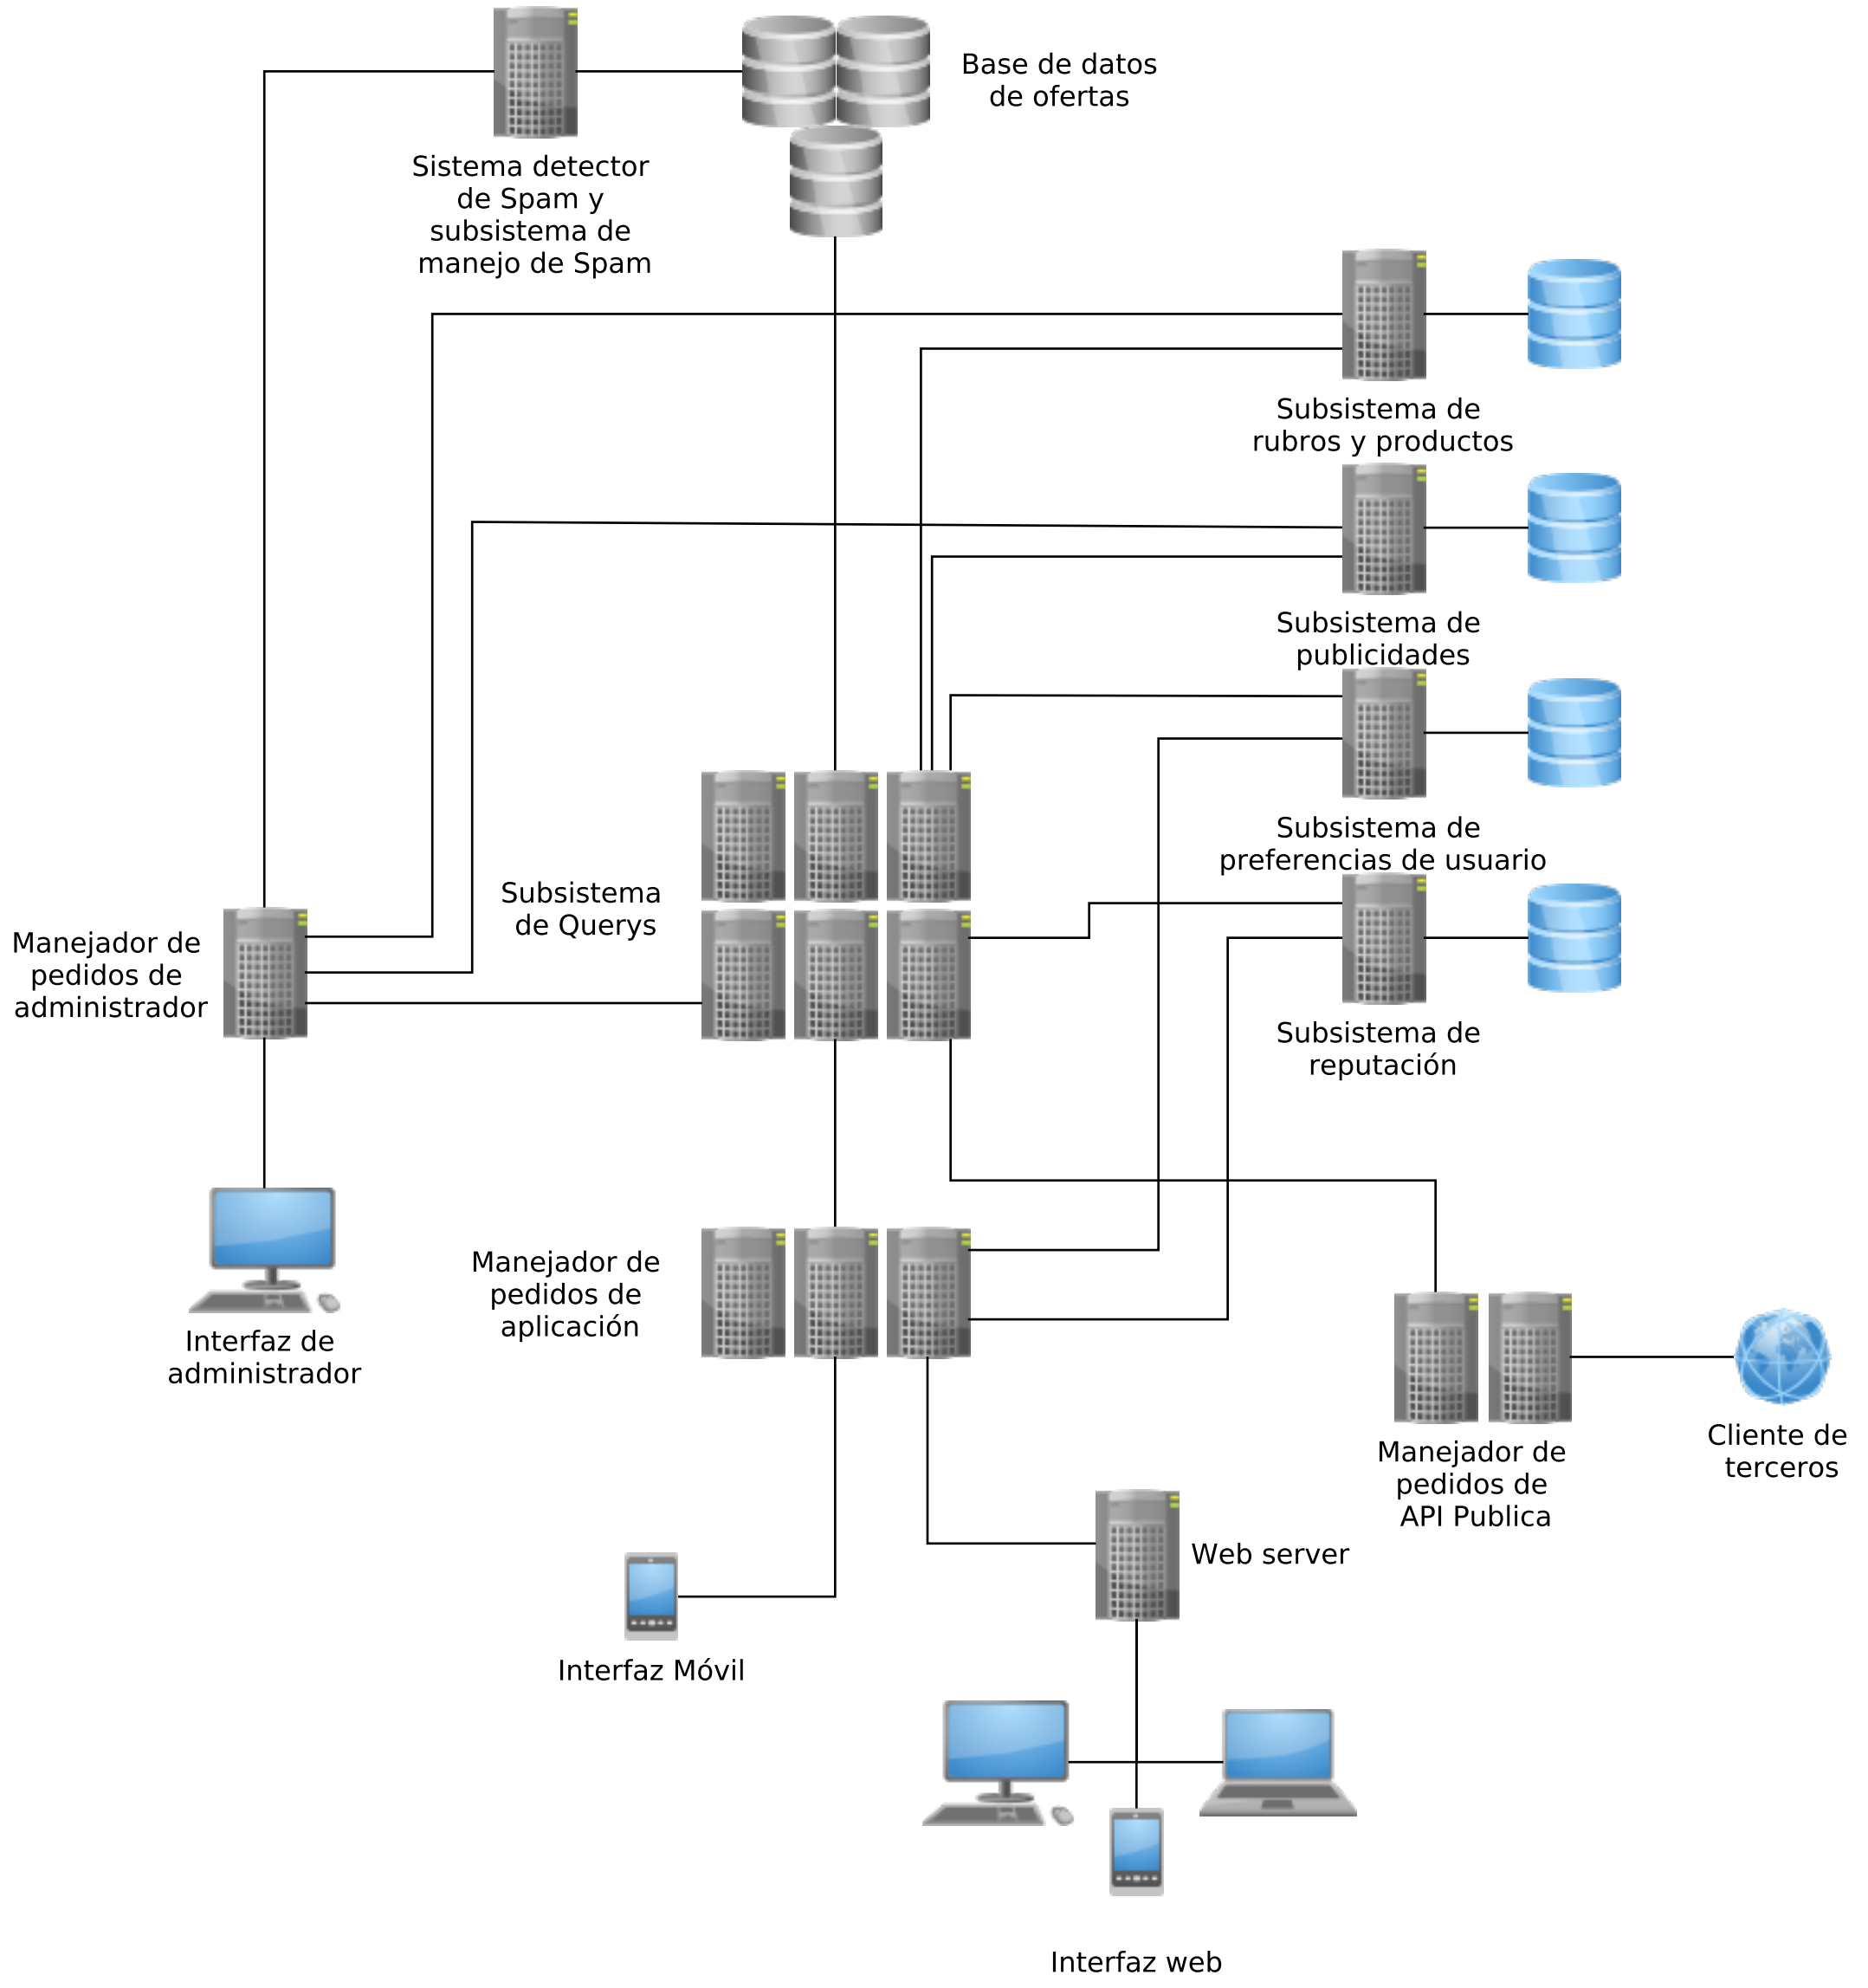 Base de datos
de ofertas
Sistema detector
de Spam y
subsistema de
manejo de Spam
Subsistema de
rubros y productos
Subsistema de
publicidades
Subsistema de
preferencias de usuario
Subsistema
de Querys
Manejador de
pedidos de
administrador
Subsistema de
reputación
Manejador de
pedidos de
aplicación
Interfaz de
administrador
Cliente de
terceros
Manejador de
pedidos de
API Publica
Web server
Interfaz Móvil
Interfaz web